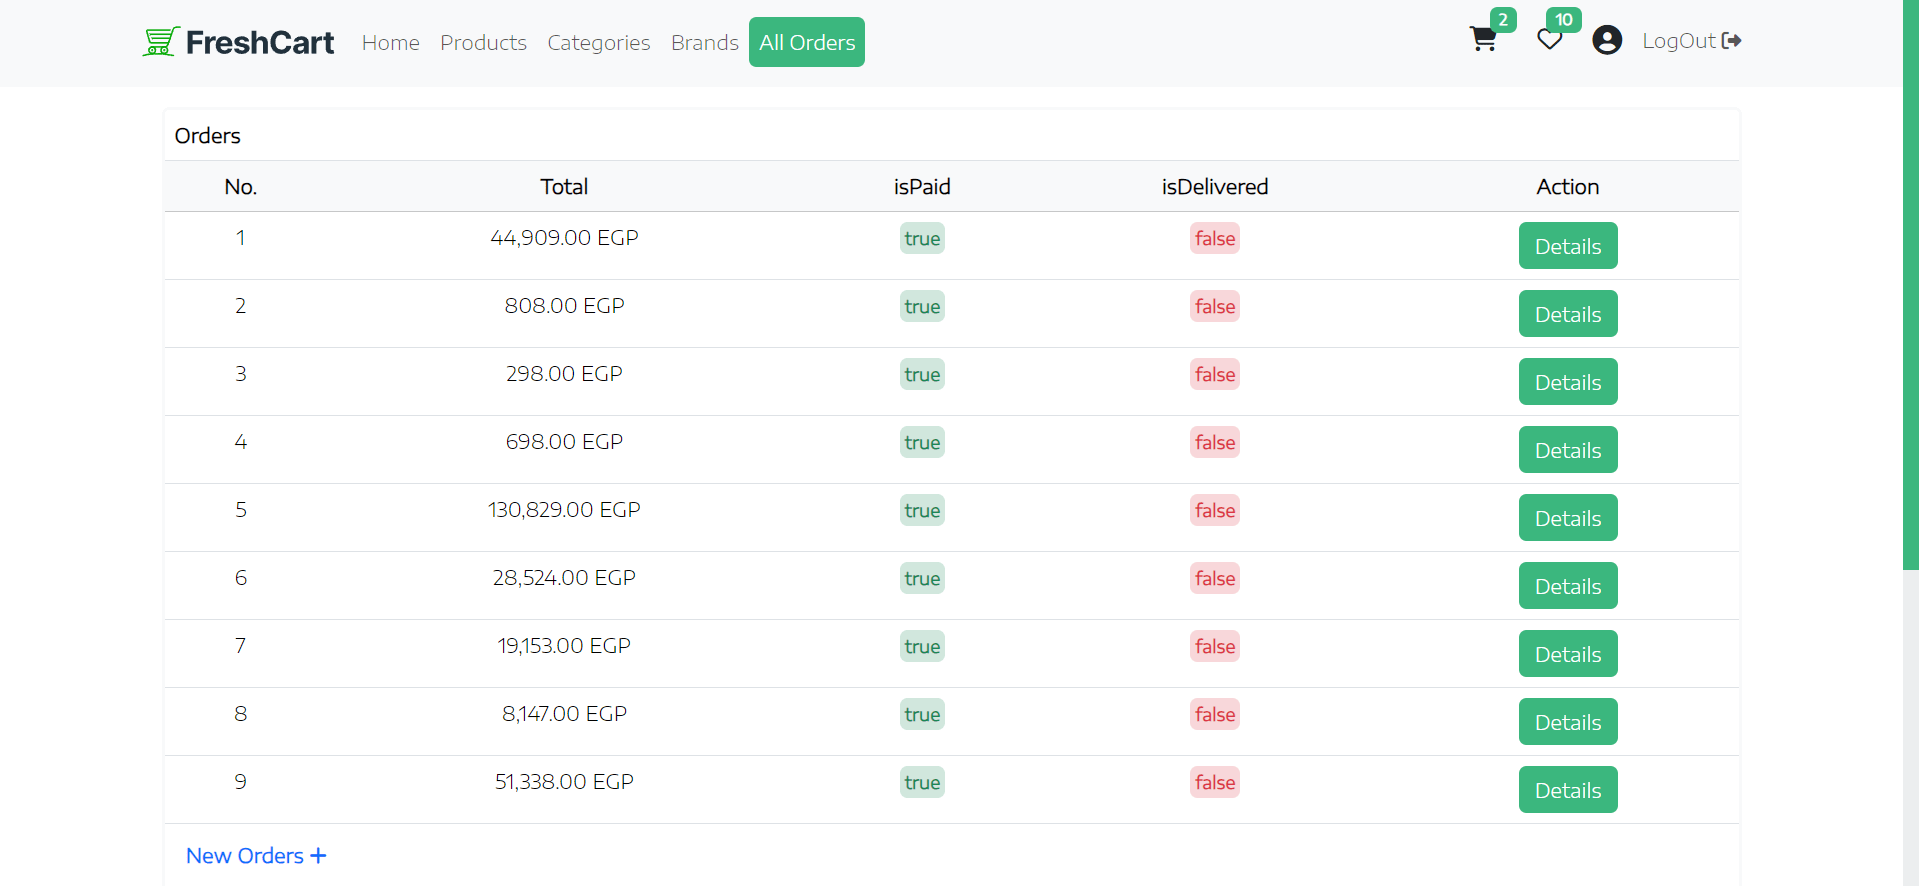 FreshCart Home Products Categories Brands All Orders 2 10 LogOut
Orders
No. Total isPaid isDelivered Action
1 44,909.00 EGP true false Details
2 808.00 EGP true false Details
3 298.00 EGP true false Details
4 698.00 EGP true false Details
5 130,829.00 EGP true false Details
6 28,524.00 EGP true false Details
7 19,153.00 EGP true false Details
8 8,147.00 EGP true false Details
9 51,338.00 EGP true false Details
New Orders +